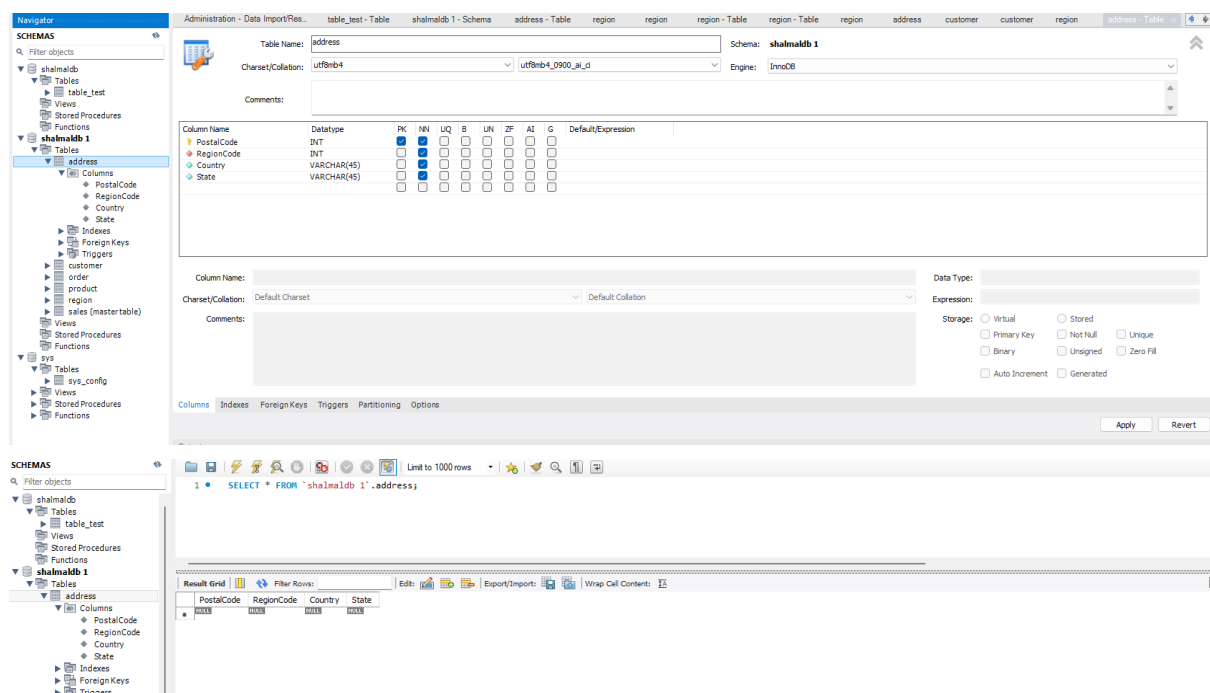 Navigator
Administration - Data Import/Res... table_test - Table shalmaldb 1 - Schema address - Table region region region - Table region - Table region address customer customer region address - Table
SCHEMAS
Filter objects
shalmaldb
Tables
table_test
Views
Stored Procedures
Functions
shalmaldb 1
Tables
address
Columns
PostalCode
RegionCode
Country
State
Indexes
Foreign Keys
Triggers
customer
order
product
region
sales (mastertable)
Views
Stored Procedures
Functions
sys
Tables
sys_config
Views
Stored Procedures
Functions
Table Name: address Schema: shalmaldb 1
Charset/Collation: utf8mb4 utf8mb4_0900_ai_ci Engine: InnoDB
Comments:
Column Name Datatype PK NN UQ B UN ZF AI G Default/Expression
PostalCode INT
RegionCode INT
Country VARCHAR(45)
State VARCHAR(45)
Column Name: Data Type:
Charset/Collation: Default Charset Default Collation Expression:
Comments: Storage: Virtual Stored
Primary Key Not Null Unique
Binary Unsigned Zero Fill
Auto Increment Generated
Columns Indexes Foreign Keys Triggers Partitioning Options
Apply Revert
SCHEMAS
Filter objects
shalmaldb
Tables
table_test
Views
Stored Procedures
Functions
shalmaldb 1
Tables
address
Columns
PostalCode
RegionCode
Country
State
Indexes
Foreign Keys
Triggers
Limit to 1000 rows
1 SELECT * FROM `shalmaldb 1`.address;
Result Grid Filter Rows: Edit: Export/Import: Wrap Cell Content:
PostalCode RegionCode Country State
NULL NULL NULL NULL